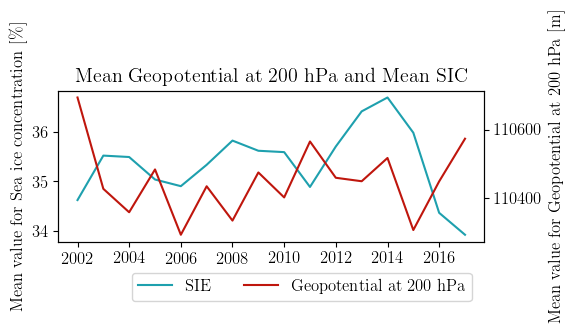 Mean Geopotential at 200 hPa and Mean SIC
Mean value for Sea ice concentration [%]
36
35
34
110600
110400
Mean value for Geopotential at 200 hPa [m]
2002 2004 2006 2008 2010 2012 2014 2016
SIE Geopotential at 200 hPa